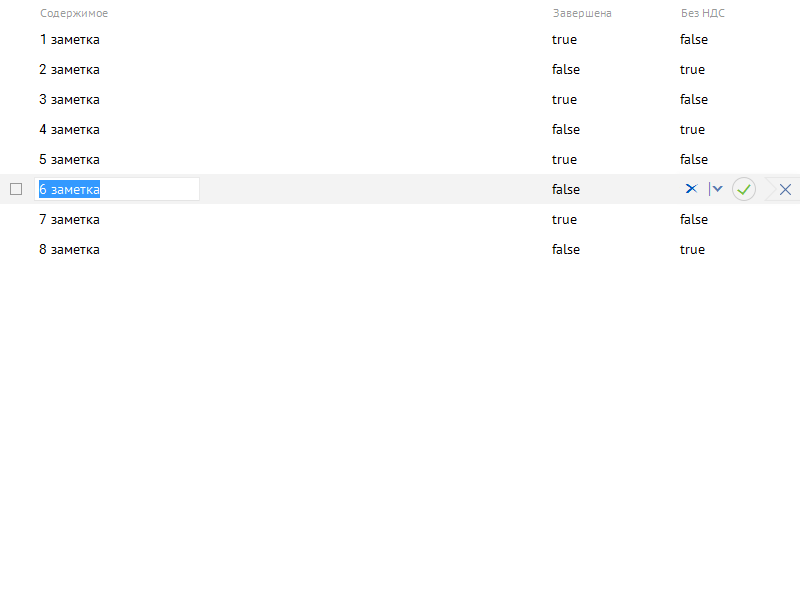 Содержимое Завершена Без НДС
1 заметка true false
2 заметка false true
3 заметка true false
4 заметка false true
5 заметка true false
6 заметка false
7 заметка true false
8 заметка false true